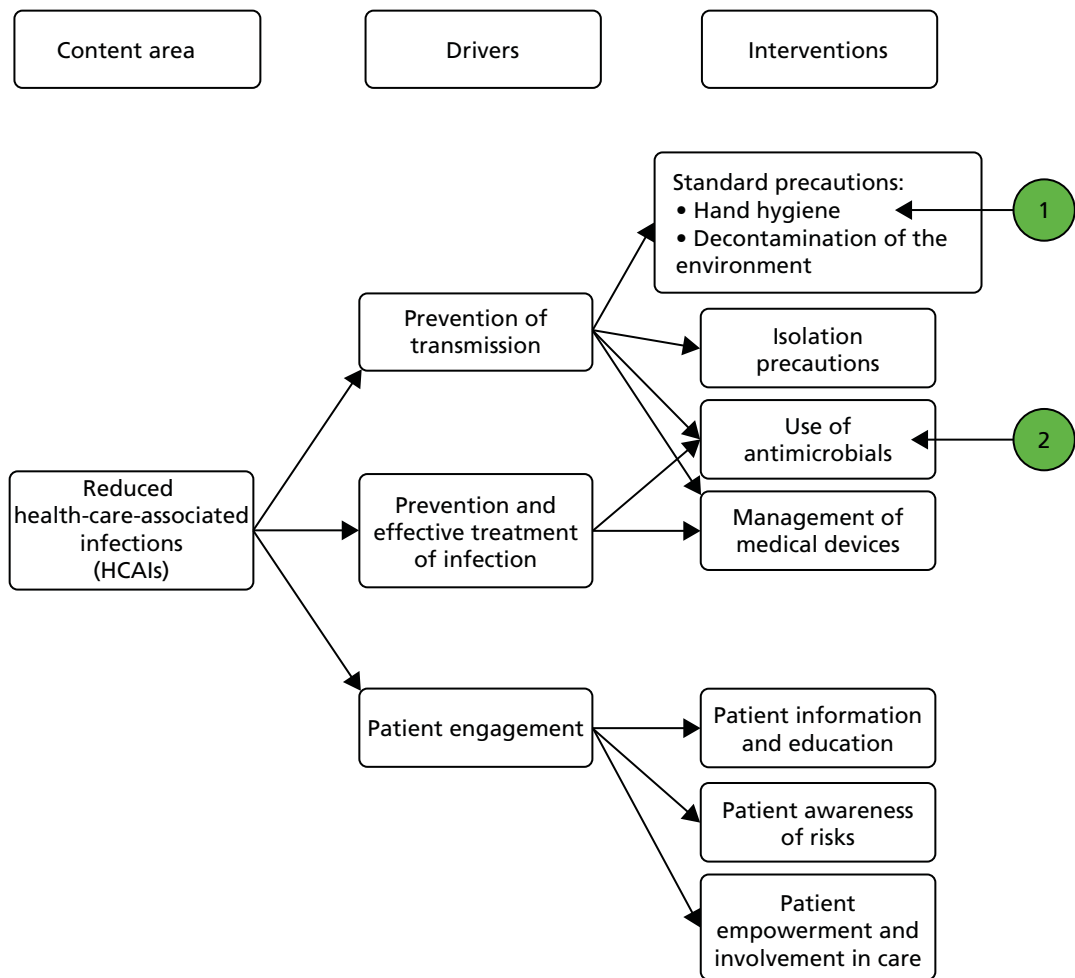 Content area
Drivers
Interventions
Standard precautions:
• Hand hygiene
• Decontamination of the
environment
1
Prevention of
transmission
Isolation
precautions
Use of
antimicrobials
2
Reduced
health-care-associated
infections
(HCAIs)
Prevention and
effective treatment
of infection
Management of
medical devices
Patient engagement
Patient information
and education
Patient awareness
of risks
Patient
empowerment and
involvement in care